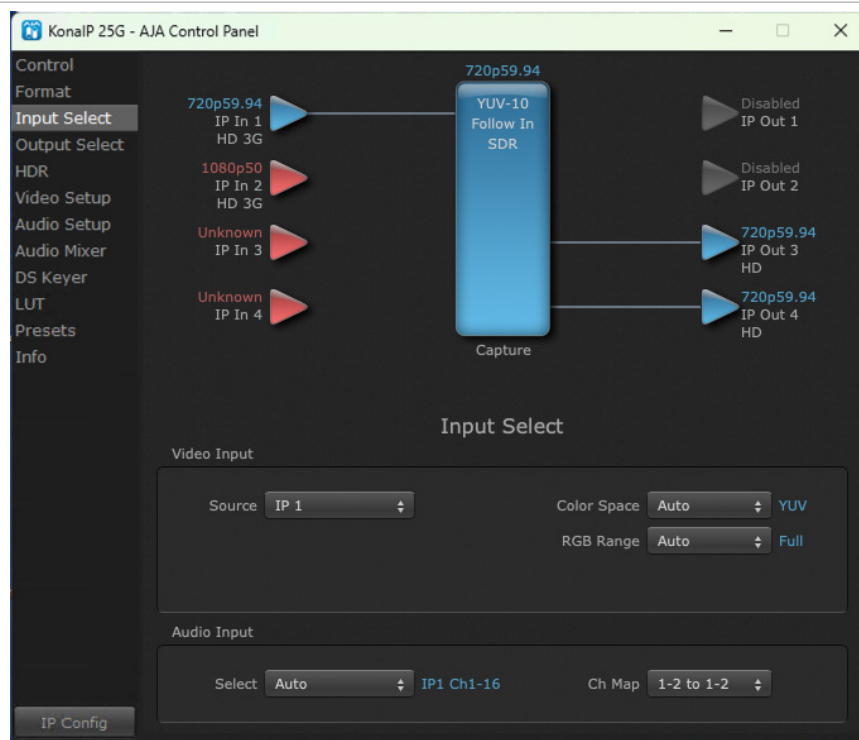 KonaIP 25G - AJA Control Panel
Control
Format
Input Select
Output Select
HDR
Video Setup
Audio Setup
Audio Mixer
DS Keyer
LUT
Presets
Info
IP Config
720p59.94
IP In 1
HD 3G
1080p50
IP In 2
HD 3G
Unknown
IP In 3
Unknown
IP In 4
720p59.94
YUV-10
Follow In
SDR
Capture
Disabled
IP Out 1
Disabled
IP Out 2
720p59.94
IP Out 3
HD
720p59.94
IP Out 4
HD
Input Select
Video Input
Source IP 1
Color Space Auto YUV
RGB Range Auto Full
Audio Input
Select Auto IP1 Ch1-16
Ch Map 1-2 to 1-2